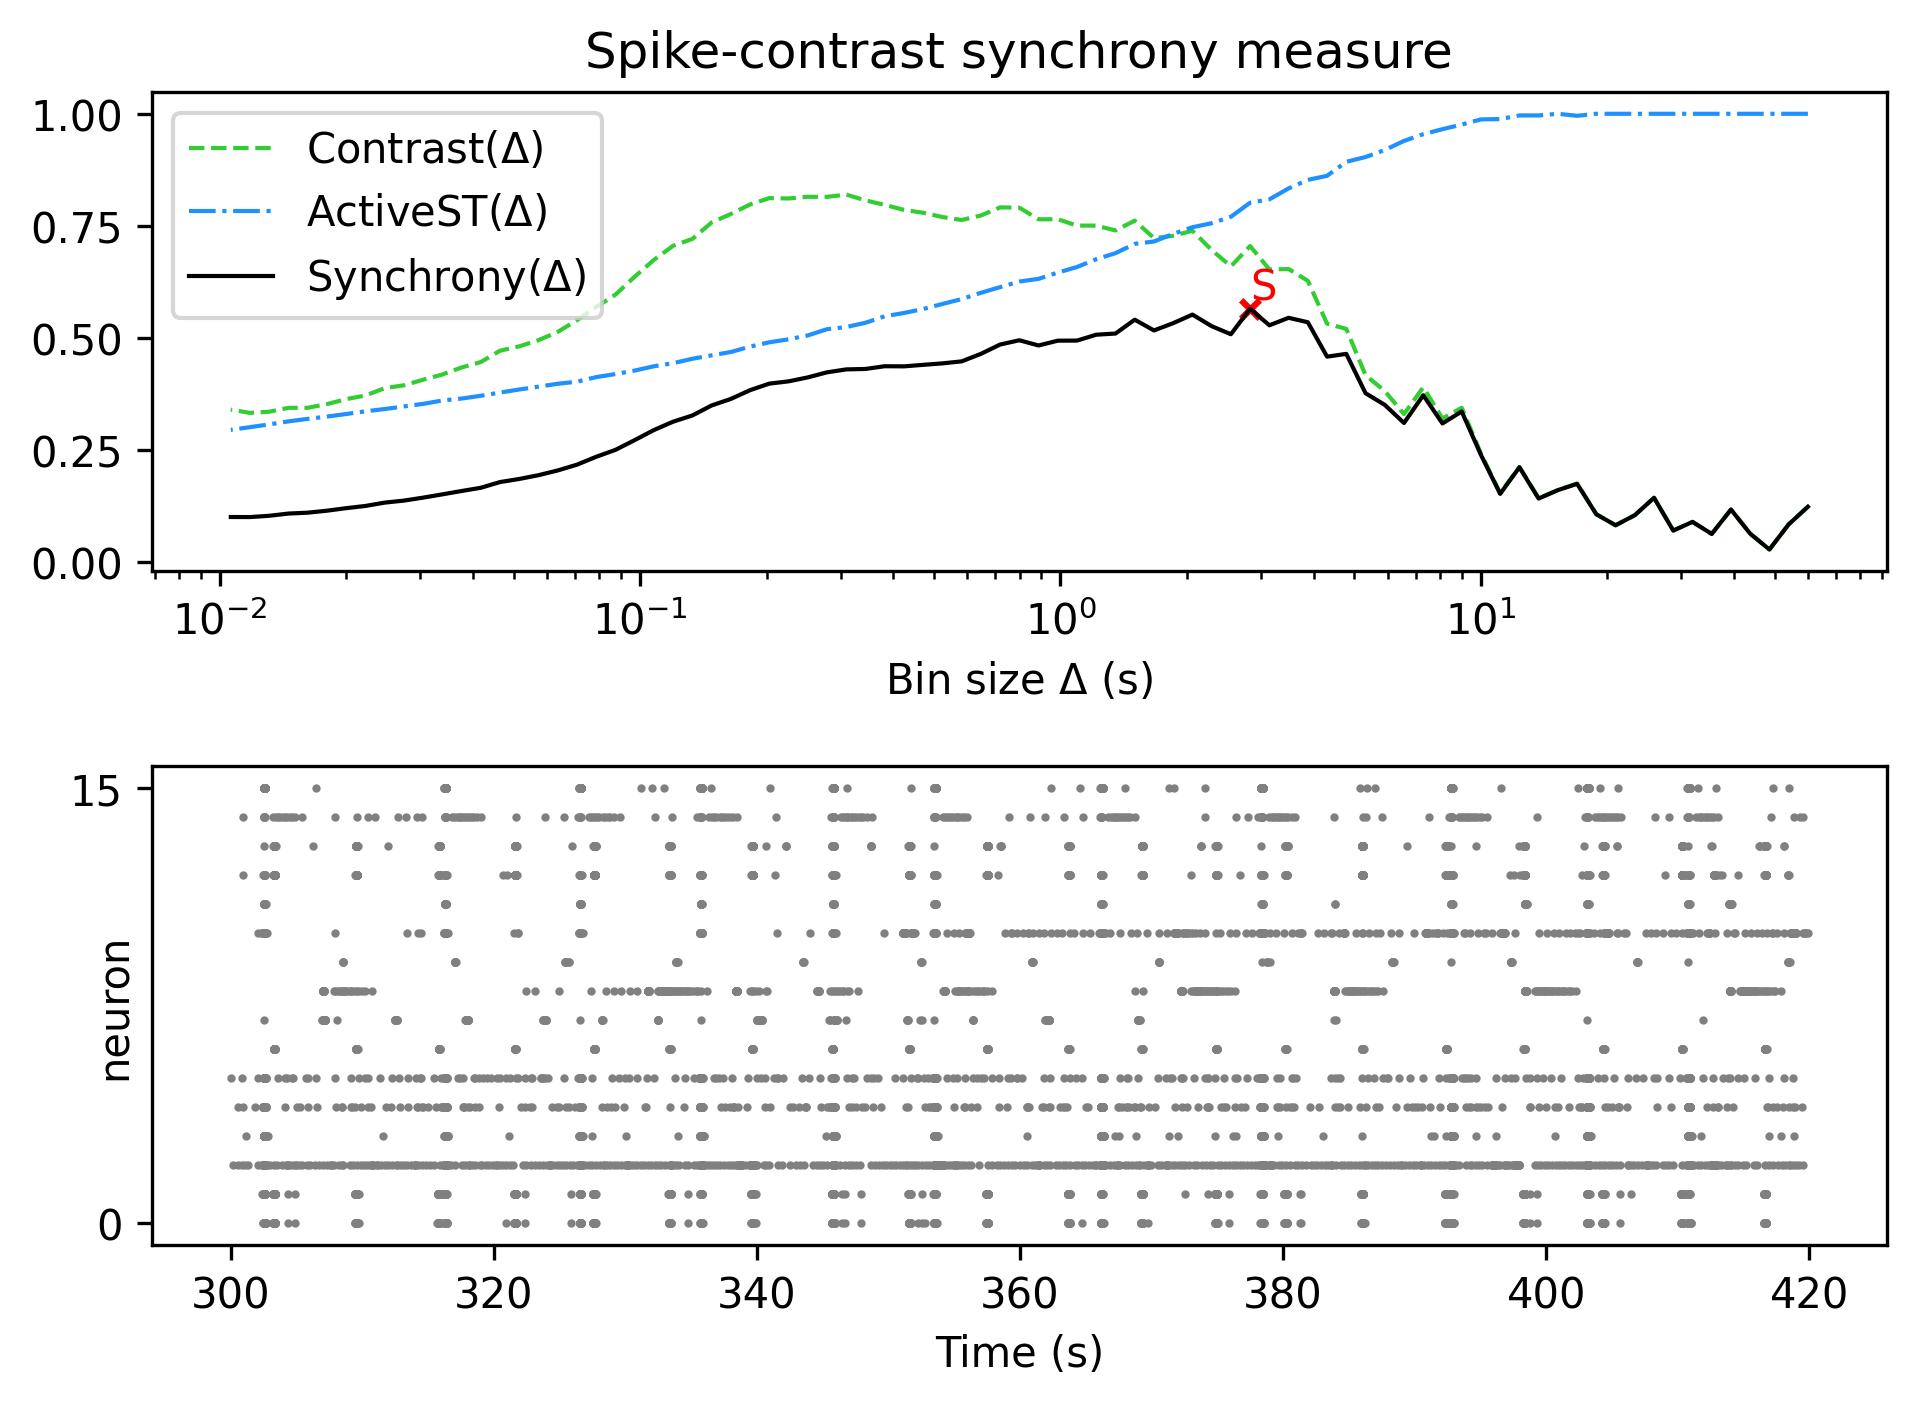 Spike-contrast synchrony measure
1.00
0.75
0.50
0.25
0.00
Contrast(Δ)
ActiveST(Δ)
Synchrony(Δ)
S
10⁻² 10⁻¹ 10⁰ 10¹
Bin size Δ (s)
15
0
neuron
300 320 340 360 380 400 420
Time (s)